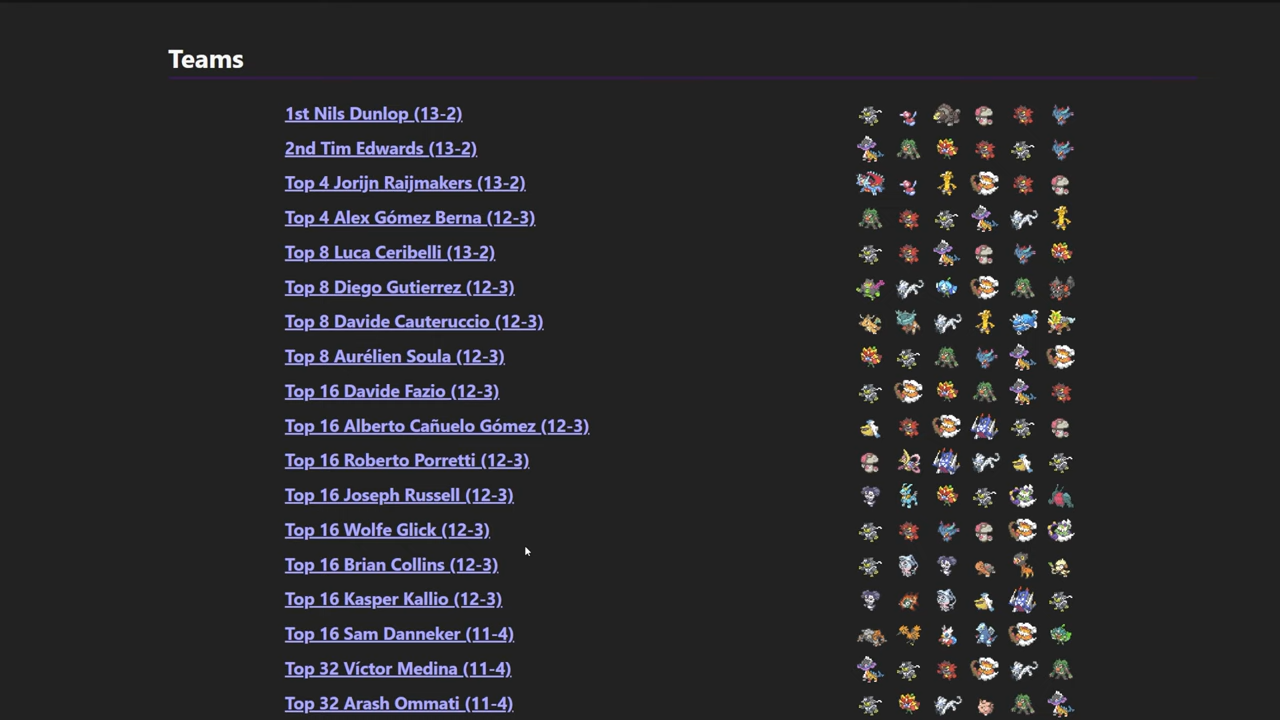 Teams
1st Nils Dunlop (13-2)
2nd Tim Edwards (13-2)
Top 4 Jorijn Raijmakers (13-2)
Top 4 Alex Gómez Berna (12-3)
Top 8 Luca Ceribelli (13-2)
Top 8 Diego Gutierrez (12-3)
Top 8 Davide Cauteruccio (12-3)
Top 8 Aurélien Soula (12-3)
Top 16 Davide Fazio (12-3)
Top 16 Alberto Cañuelo Gómez (12-3)
Top 16 Roberto Porretti (12-3)
Top 16 Joseph Russell (12-3)
Top 16 Wolfe Glick (12-3)
Top 16 Brian Collins (12-3)
Top 16 Kasper Kallio (12-3)
Top 16 Sam Danneker (11-4)
Top 32 Víctor Medina (11-4)
Top 32 Arash Ommati (11-4)